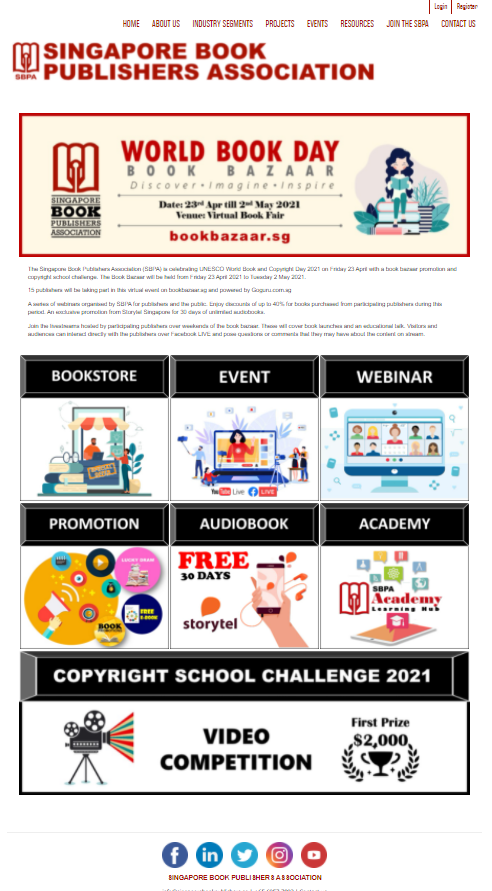 Login
Register
HOME ABOUT US INDUSTRY SEGMENTS PROJECTS EVENTS RESOURCES JOIN THE SBPA CONTACT US
SBPA
SINGAPORE BOOK
PUBLISHERS ASSOCIATION
SINGAPORE
BOOK
PUBLISHERS
ASSOCIATION
WORLD BOOK DAY
BOOK BAZAAR
Discover • Imagine • Inspire
Date: 23rd Apr till 2nd May 2021
Venue: Virtual Book Fair
bookbazaar.sg
The Singapore Book Publishers Association (SBPA) is celebrating UNESCO World Book and Copyright Day 2021 on Friday 23 April with a book bazaar promotion and
copyright school challenge. The Book Bazaar will be held from Friday 23 April 2021 to Tuesday 2 May 2021.
15 publishers will be taking part in this virtual event on bookbazaar.sg and powered by Goguru.com.sg
A series of webinars organised by SBPA for publishers and the public. Enjoy discounts of up to 40% for books purchased from participating publishers during this
period. An exclusive promotion from Storytel Singapore for 30 days of unlimited audiobooks.
Join the livestreams hosted by participating publishers over weekends of the book bazaar. These will cover book launches and an educational talk. Visitors and
audiences can interact directly with the publishers over Facebook LIVE and pose questions or comments that they may have about the content on stream.
BOOKSTORE
EVENT
WEBINAR
YouTube Live
LIVE
PROMOTION
AUDIOBOOK
ACADEMY
LUCKY DRAW
FREE
E-BOOK
BOOK
FREE
30 DAYS
storytel
SBPA
Academy
Learning Hub
COPYRIGHT SCHOOL CHALLENGE 2021
VIDEO
COMPETITION
First Prize
$2,000
SINGAPORE BOOK PUBLISHERS ASSOCIATION